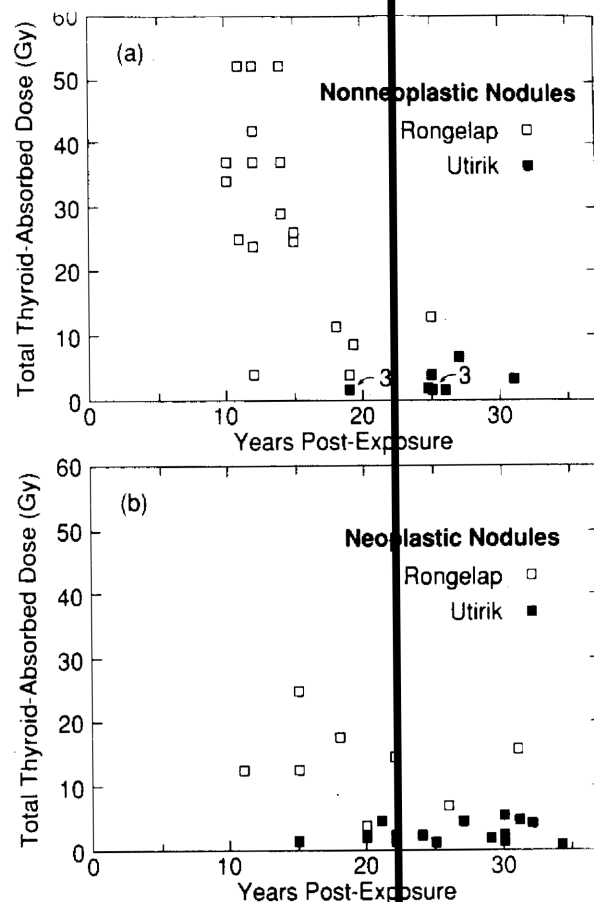 60
(a)
50
Nonneoplastic Nodules
40
Rongelap
Utirik
30
20
10
3
3
0
0
10
20
30
Years Post-Exposure
Total Thyroid-Absorbed Dose (Gy)
60
(b)
50
Neoplastic Nodules
40
Rongelap
Utirik
30
20
10
0
0
10
20
30
Years Post-Exposure
Total Thyroid-Absorbed Dose (Gy)